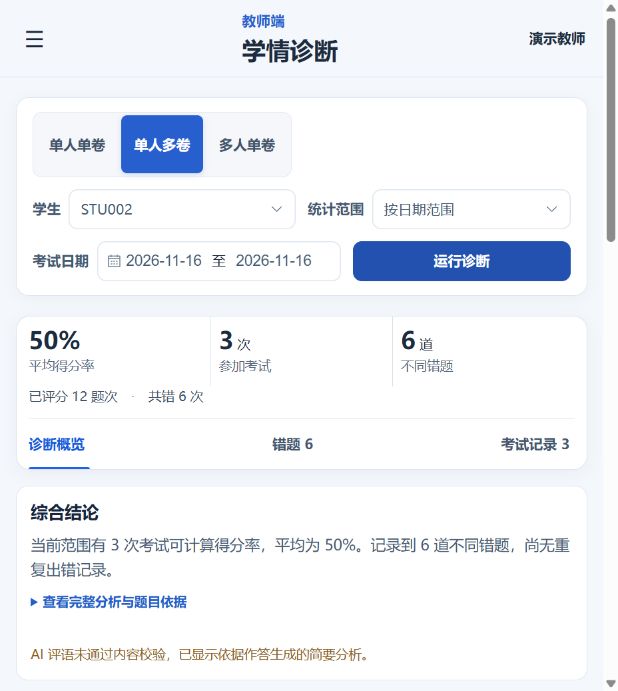 教师端
学情诊断
演示教师
单人单卷 单人多卷 多人单卷
学生 STU002 统计范围 按日期范围
考试日期 2026-11-16 至 2026-11-16 运行诊断
50% 3 次 6 道
平均得分率 参加考试 不同错题
已评分 12 题次 · 共错 6 次
诊断概览 错题 6 考试记录 3
综合结论
当前范围有 3 次考试可计算得分率，平均为 50%。记录到 6 道不同错题，尚无重
复出错记录。
查看完整分析与题目依据
AI 评语未通过内容校验，已显示依据作答生成的简要分析。